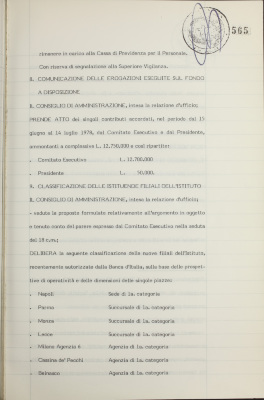 565
rimanere in carico alla Cassa di Previdenza per il Personale.
Con riserva di segnalazione alla Superiore Vigilanza.
8. COMUNICAZIONE DELLE EROGAZIONI ESEGUITE SUL FONDO
A DISPOSIZIONE
IL CONSIGLIO DI AMMINISTRAZIONE, intesa la relazione d'ufficio;
PRENDE ATTO dei singoli contributi accordati, nel periodo dal 15
giugno al 14 luglio 1978, dal Comitato Esecutivo e dal Presidente,
ammontanti a complessive L. 12.750.000 e così ripartiti:
. Comitato Esecutivo L. 12.700.000
. Presidente L. 50.000.
9. CLASSIFICAZIONE DELLE ISTITUENDE FILIALI DELL'ISTITUTO
IL CONSIGLIO DI AMMINISTRAZIONE, intesa la relazione d'ufficio;
- veduta la proposta formulata relativamente all'argomento in oggetto
e tenuto conto del parere espresso dal Comitato Esecutivo nella seduta
del 18 c.m.;
DELIBERA la seguente classificazione delle nuove filiali dell'Istituto,
recentemente autorizzate dalla Banca d'Italia, sulla base delle prospet-
tive di operatività e delle dimensioni delle singole piazze:
. Napoli Sede di 1a. categoria
. Parma Succursale di 1a. categoria
. Monza Succursale di 1a. categoria
. Lecce Succursale di 1a. categoria
. Milano Agenzia 6 Agenzia di 1a. categoria
. Cassina de' Pecchi Agenzia di 1a. categoria
. Seregno Agenzia di 1a. categoria